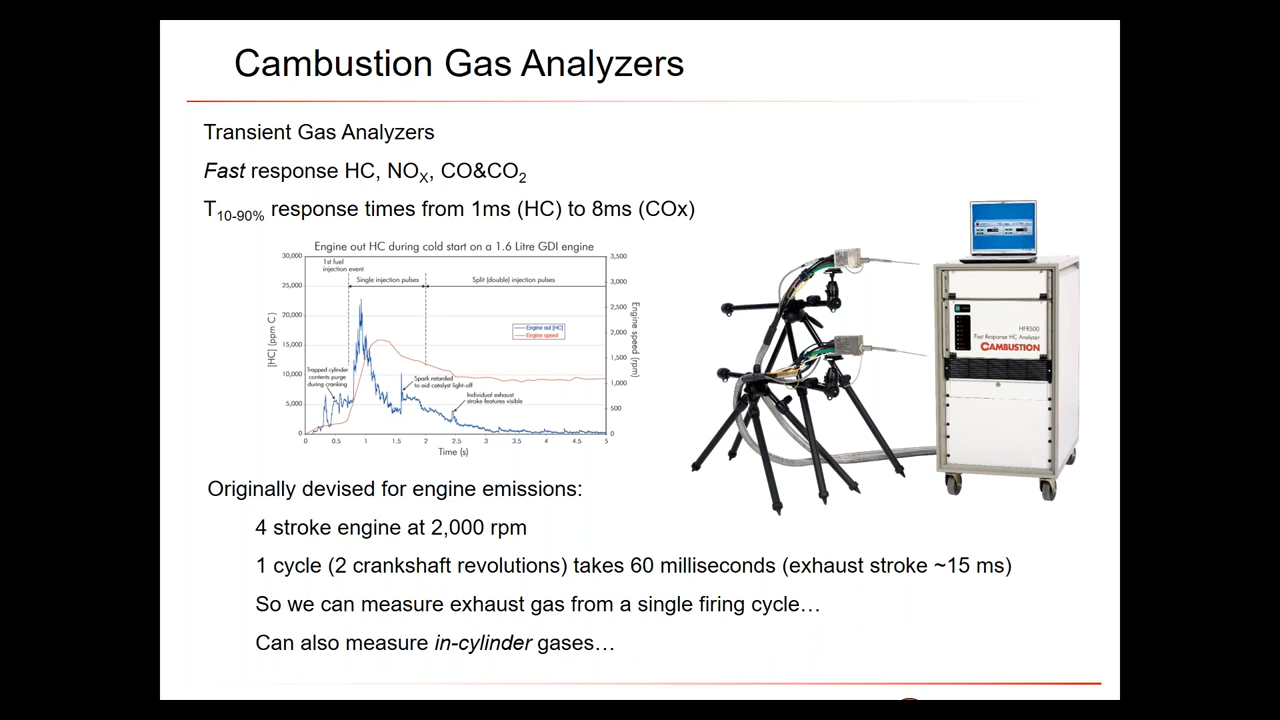 Cambustion Gas Analyzers
Transient Gas Analyzers
Fast response HC, NOX, CO&CO2
T10-90% response times from 1ms (HC) to 8ms (COx)
Engine out HC during cold start on a 1.6 Litre GDI engine
30,000
25,000
20,000
15,000
10,000
5,000
0
[HC] (ppm C)
1st fuel
injection event
Single injection pulses
Split (double) injection pulses
Engine out [HC]
Engine speed
Trapped cylinder
contents purge
during cranking
Spark retarded
to aid catalyst light-off
Individual exhaust
stroke features visible
3,500
3,000
2,500
2,000
1,500
1,000
500
0
Engine speed (rpm)
0 0.5 1 1.5 2 2.5 3 3.5 4 4.5 5
Time (s)
HFR500
Fast Response HC Analyzer
CAMBUSTION
Originally devised for engine emissions:
4 stroke engine at 2,000 rpm
1 cycle (2 crankshaft revolutions) takes 60 milliseconds (exhaust stroke ~15 ms)
So we can measure exhaust gas from a single firing cycle…
Can also measure in-cylinder gases…